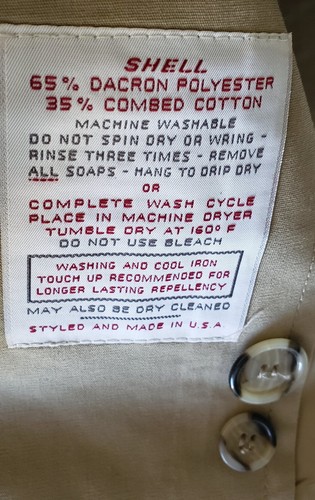 SHELL
65% DACRON POLYESTER
35% COMBED COTTON
MACHINE WASHABLE
DO NOT SPIN DRY OR WRING -
RINSE THREE TIMES - REMOVE
ALL SOAPS - HANG TO DRIP DRY
OR
COMPLETE WASH CYCLE
PLACE IN MACHINE DRYER
TUMBLE DRY AT 160° F
DO NOT USE BLEACH
WASHING AND COOL IRON
TOUCH UP RECOMMENDED FOR
LONGER LASTING REPELLENCY
MAY ALSO BE DRY CLEANED
STYLED AND MADE IN U.S.A